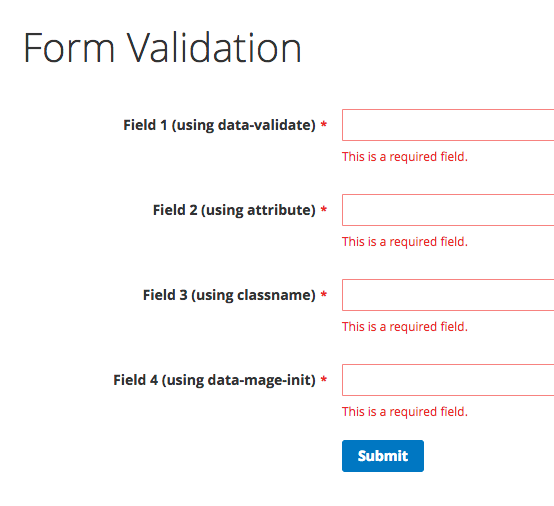 Form Validation
Field 1 (using data-validate) *
This is a required field.
Field 2 (using attribute) *
This is a required field.
Field 3 (using classname) *
This is a required field.
Field 4 (using data-mage-init) *
This is a required field.
Submit